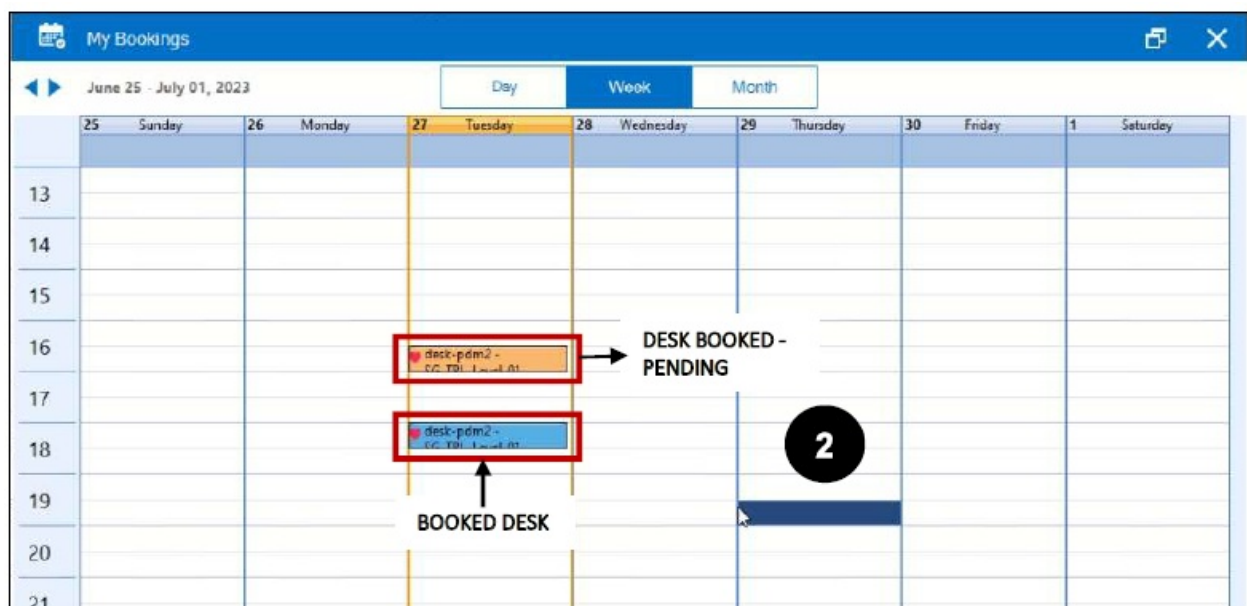 My Bookings
June 25 - July 01, 2023
Day Week Month
25 Sunday 26 Monday 27 Tuesday 28 Wednesday 29 Thursday 30 Friday 1 Saturday
13
14
15
16
desk-pdm2 -
DESK BOOKED -
PENDING
17
desk-pdm2 -
18
2
19
BOOKED DESK
20
21